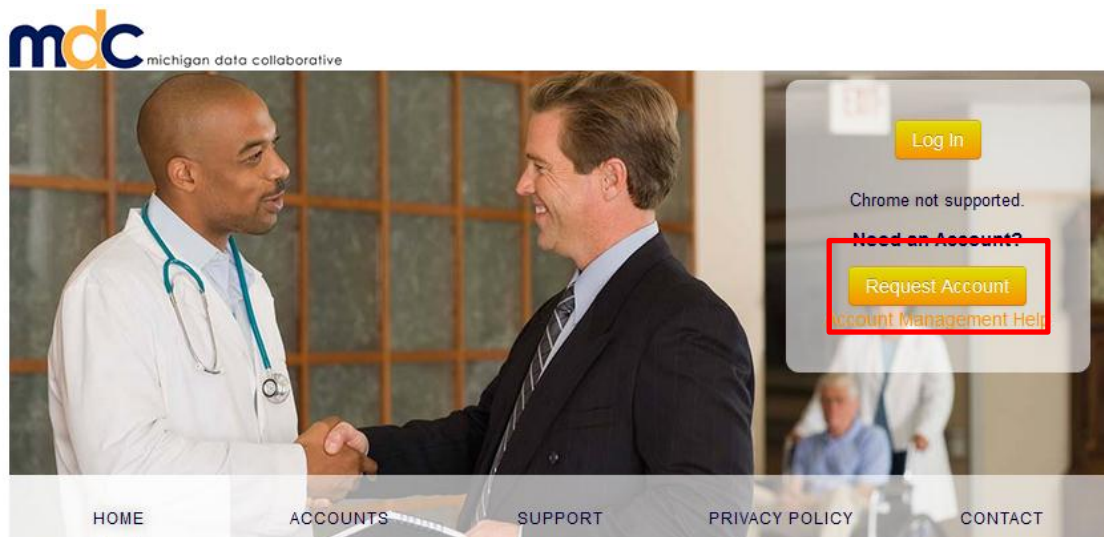 mdc michigan data collaborative
Log In
Chrome not supported.
Need an Account?
Request Account
Account Management Help
HOME ACCOUNTS SUPPORT PRIVACY POLICY CONTACT